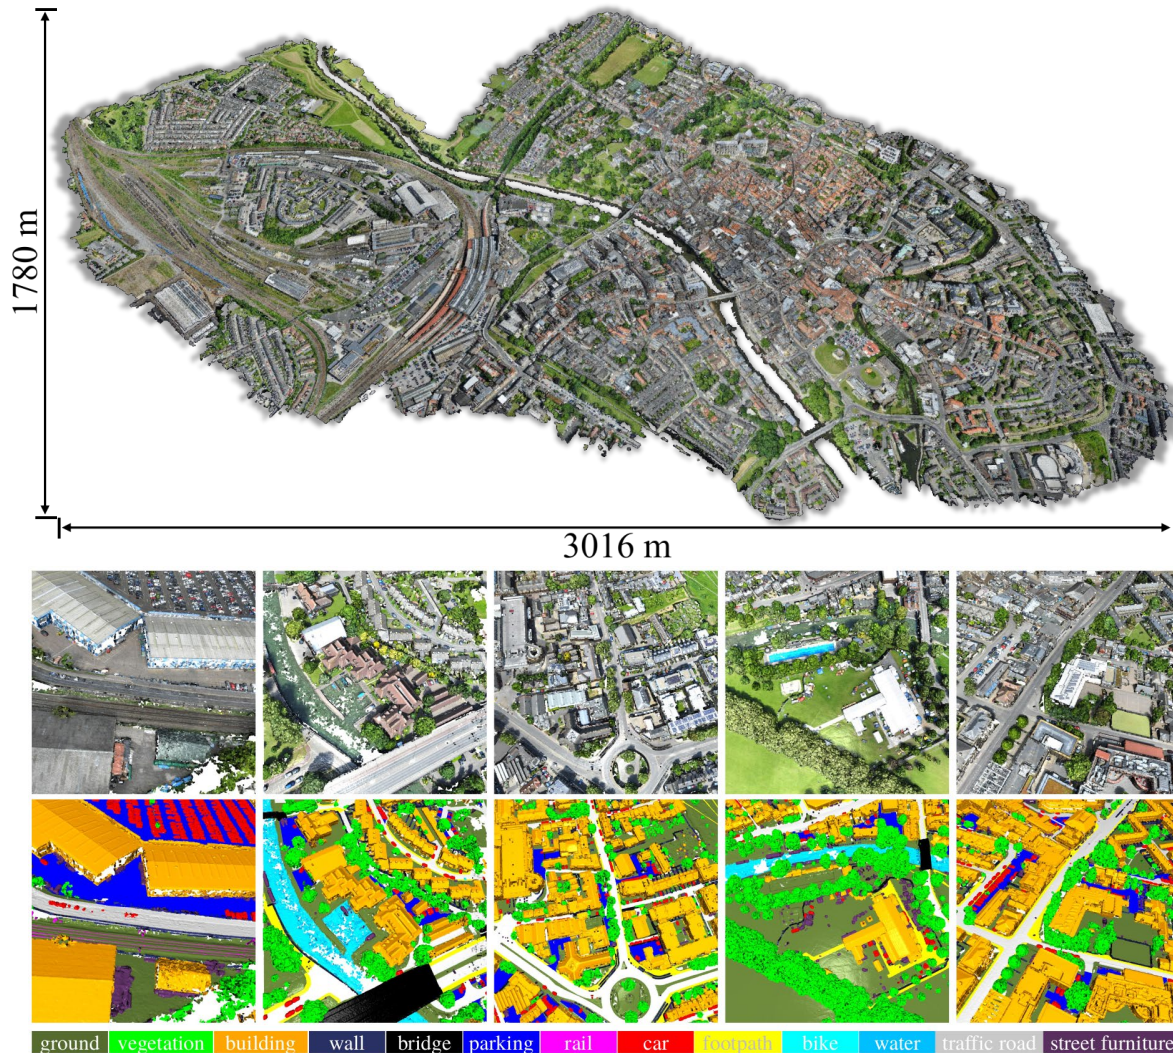 1780 m
3016 m
ground vegetation building wall bridge parking rail car footpath bike water traffic road street furniture